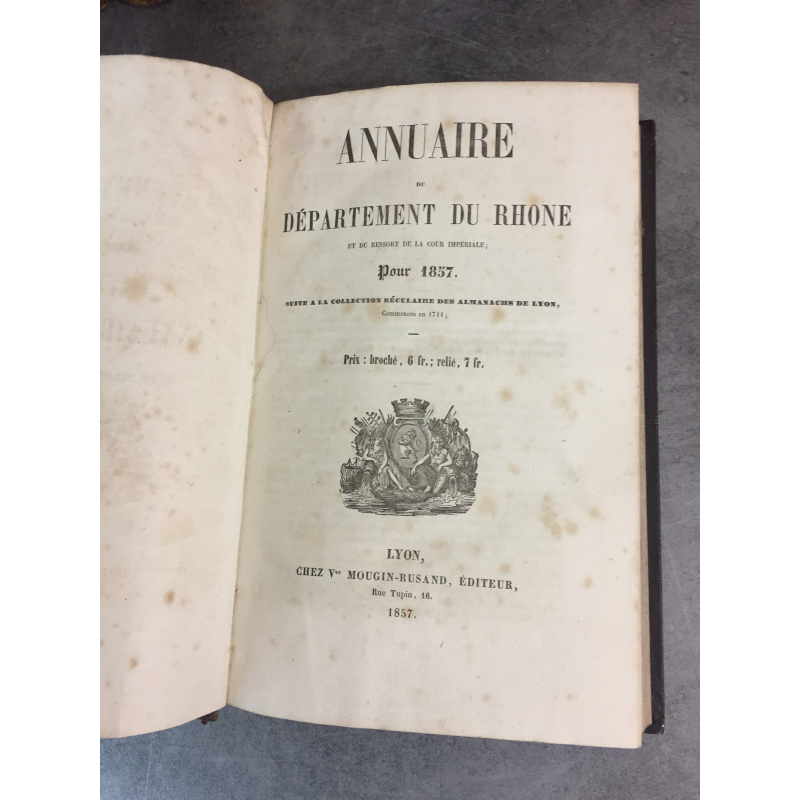 ANNUAIRE
DU
DÉPARTEMENT DU RHONE
ET DU RESSORT DE LA COUR IMPÉRIALE;
Pour 1857.
SUITE A LA COLLECTION SÉCULAIRE DES ALMANACHS DE LYON,
Commencée en 1711;
Prix : broché, 6 fr.; relié, 7 fr.
LYON,
CHEZ Vve MOUGIN-RUSAND, ÉDITEUR,
Rue Tupin, 16.
1857.